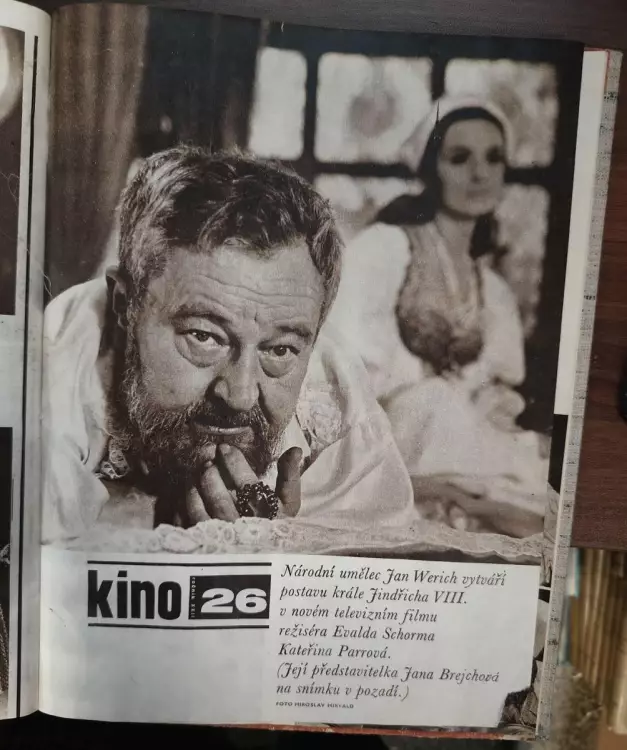 kino 26
Národní umělec Jan Werich vytváří
postavu krále Jindřicha VIII.
v novém televizním filmu
režiséra Evalda Schorma
Kateřina Parrová.
(Její představitelka Jana Brejchová
na snímku v pozadí.)
FOTO MIROSLAV